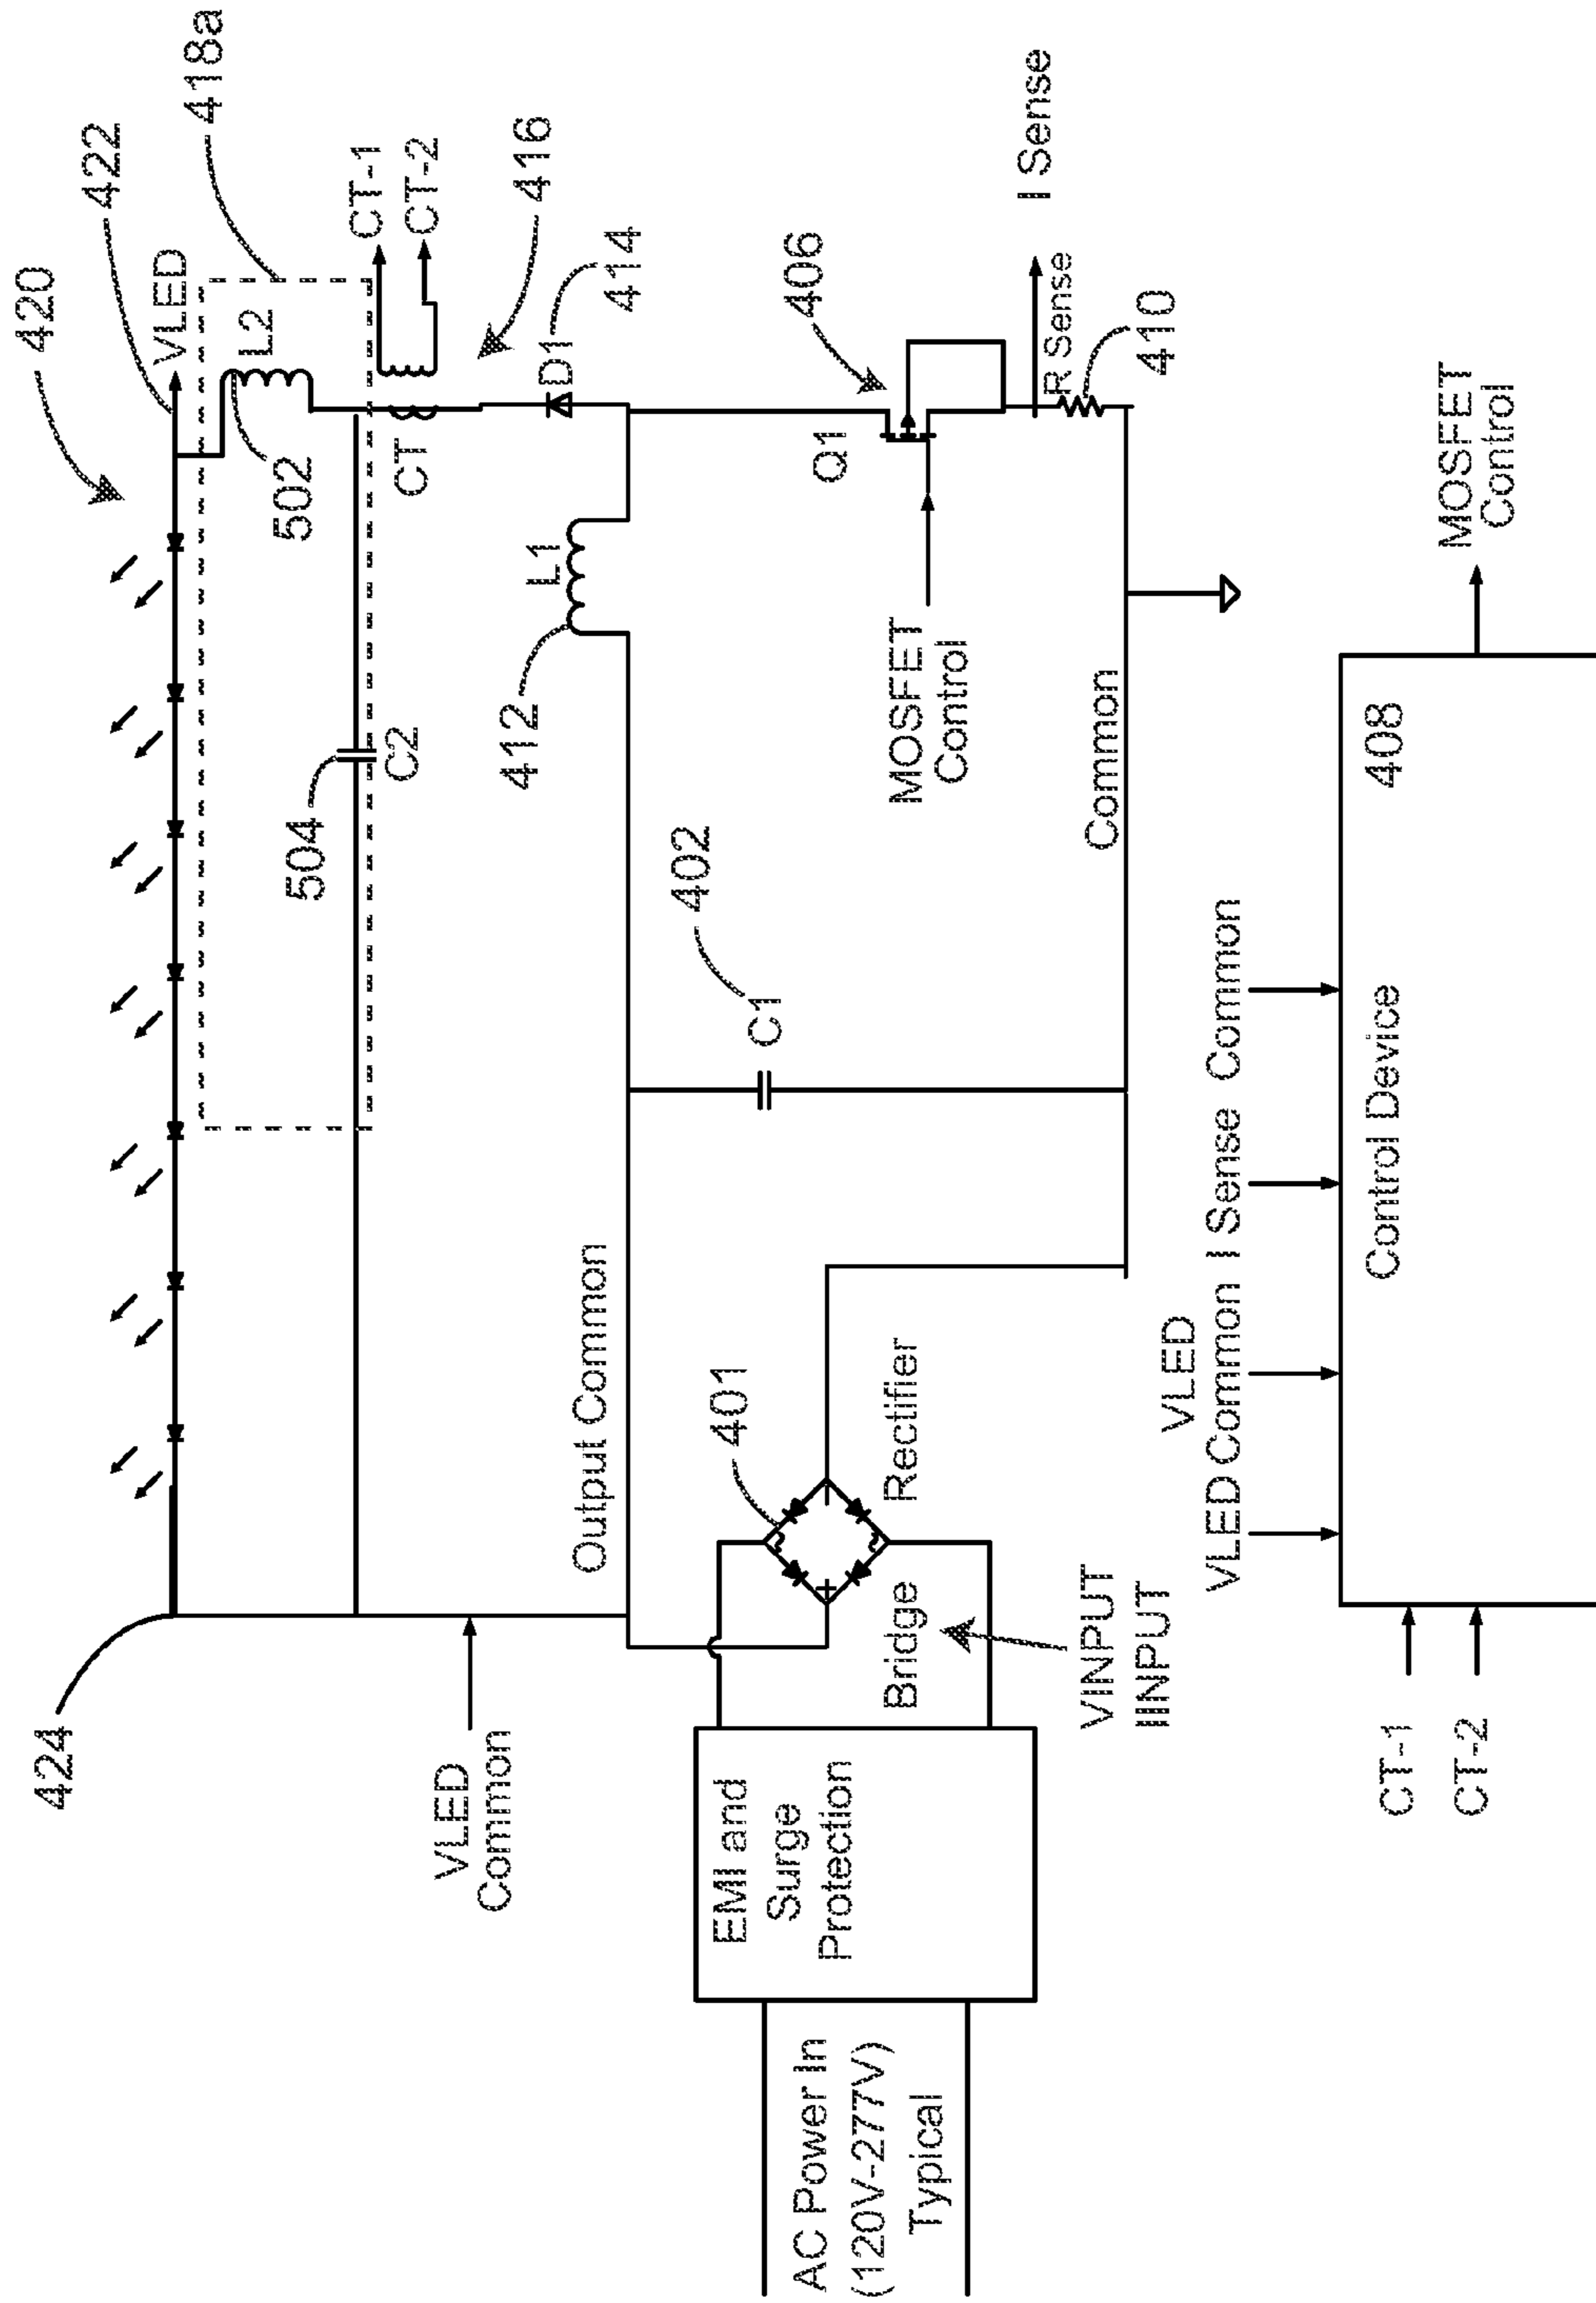 420
422
418a
VLED
L2
502
CT-1
CT-2
416
CT
504
C2
D1
414
424
VLED
Common
L1
412
Output Common
406
Q1
MOSFET
Control
I Sense
R Sense
410
402
C1
Common
401
Bridge
Rectifier
EMI and
Surge
Protection
AC Power In
(120V-277V)
Typical
VINPUT
IINPUT
VLED
VLED Common I Sense Common
Control Device
408
CT-1
CT-2
MOSFET
Control